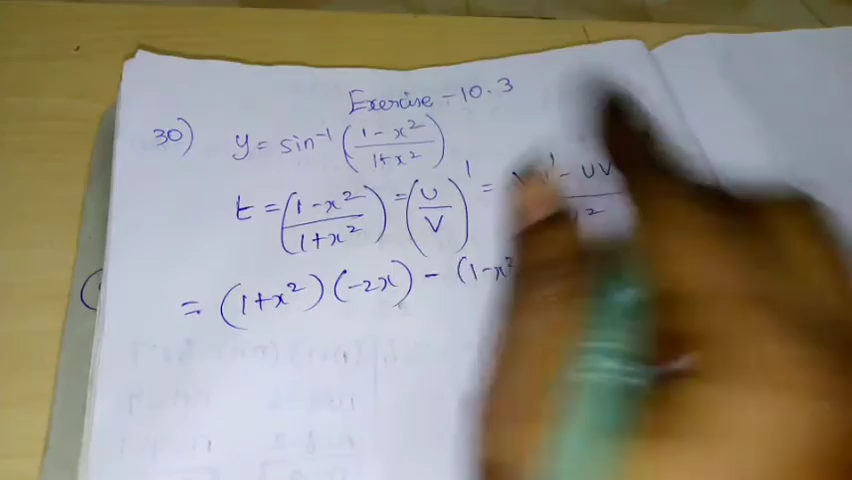 Exercise - 10.3
30) y = sin⁻¹ (1 - x² / 1 + x²)
t = (1 - x² / 1 + x²) = (U / V)' = - UV
= (1 + x²)(-2x) - (1 - x²